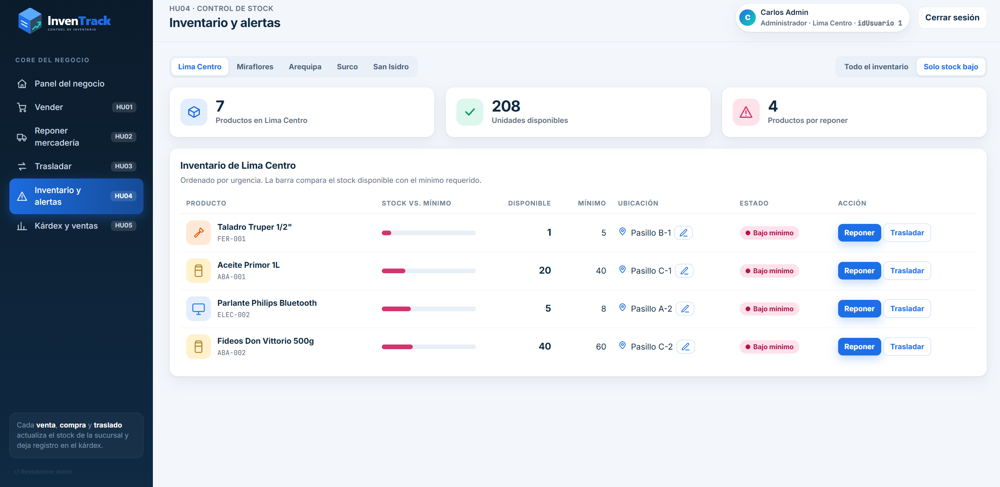 InvenTrack
CONTROL DE INVENTARIO
CORE DEL NEGOCIO
Panel del negocio
Vender HU01
Reponer mercadería HU02
Trasladar HU03
Inventario y alertas HU04
Kárdex y ventas HU05
Cada venta, compra y traslado
actualiza el stock de la sucursal y
deja registro en el kárdex.
↺ Restablecer datos
HU04 · CONTROL DE STOCK
Inventario y alertas
C
Carlos Admin
Administrador · Lima Centro · idUsuario 1
Cerrar sesión
Lima Centro Miraflores Arequipa Surco San Isidro
Todo el inventario Solo stock bajo
7
Productos en Lima Centro
208
Unidades disponibles
4
Productos por reponer
Inventario de Lima Centro
Ordenado por urgencia. La barra compara el stock disponible con el mínimo requerido.
PRODUCTO STOCK VS. MÍNIMO DISPONIBLE MÍNIMO UBICACIÓN ESTADO ACCIÓN
Taladro Truper 1/2" 1 5 Pasillo B-1 Bajo mínimo Reponer Trasladar
FER-001
Aceite Primor 1L 20 40 Pasillo C-1 Bajo mínimo Reponer Trasladar
ABA-001
Parlante Philips Bluetooth 5 8 Pasillo A-2 Bajo mínimo Reponer Trasladar
ELEC-002
Fideos Don Vittorio 500g 40 60 Pasillo C-2 Bajo mínimo Reponer Trasladar
ABA-002